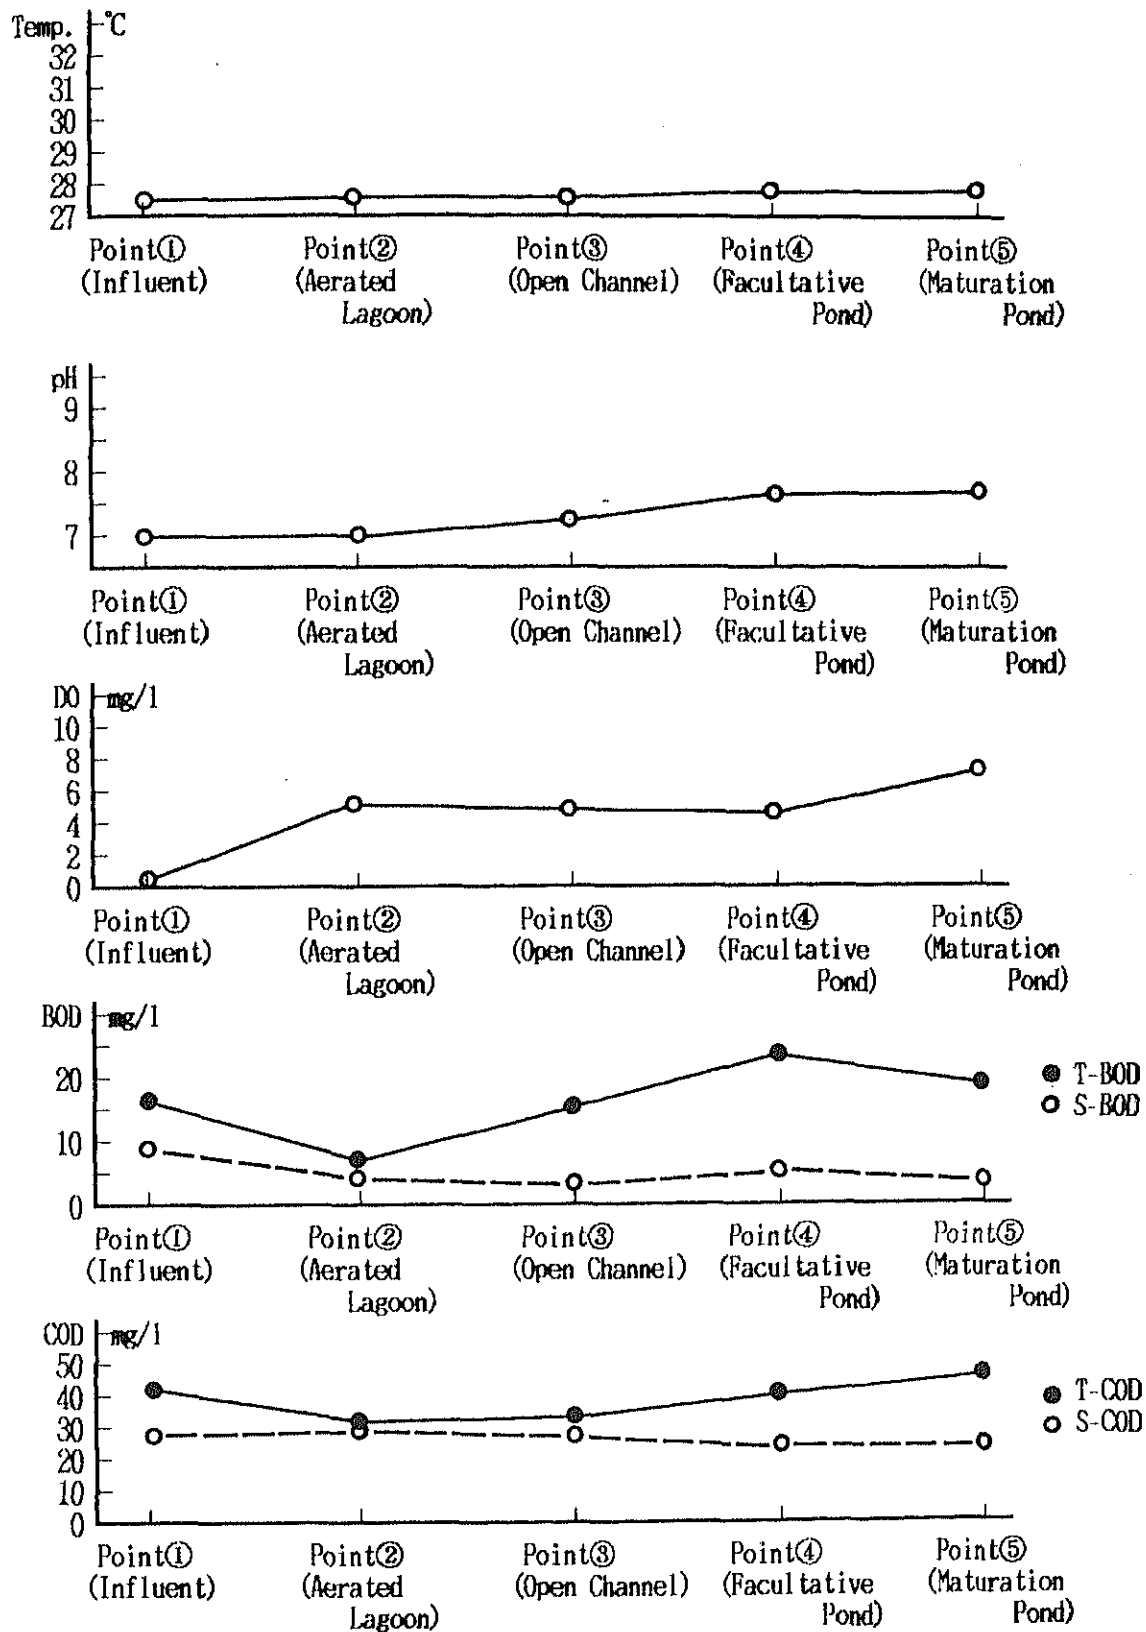 Temp. °C
32
31
30
29
28
27
Point① Point② Point③ Point④ Point⑤
(Influent) (Aerated (Open Channel) (Facultative (Maturation
Lagoon) Pond) Pond)
pH
9
8
7
Point① Point② Point③ Point④ Point⑤
(Influent) (Aerated (Open Channel) (Facultative (Maturation
Lagoon) Pond) Pond)
DO mg/l
10
8
6
4
2
0
Point① Point② Point③ Point④ Point⑤
(Influent) (Aerated (Open Channel) (Facultative (Maturation
Lagoon) Pond) Pond)
BOD mg/l
20
10
0
T-BOD
S-BOD
Point① Point② Point③ Point④ Point⑤
(Influent) (Aerated (Open Channel) (Facultative (Maturation
Lagoon) Pond) Pond)
COD mg/l
50
40
30
20
10
0
T-COD
S-COD
Point① Point② Point③ Point④ Point⑤
(Influent) (Aerated (Open Channel) (Facultative (Maturation
Lagoon) Pond) Pond)